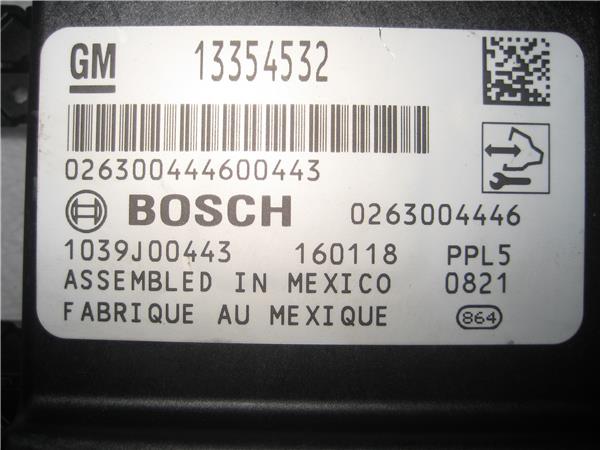 GM 13354532
026300444600443
BOSCH 0263004446
1039J00443 160118 PPL5
ASSEMBLED IN MEXICO 0821
FABRIQUE AU MEXIQUE 864